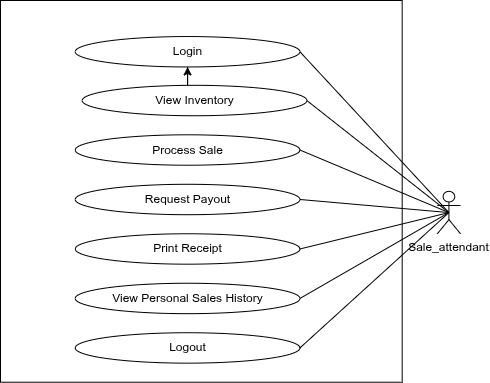 Login
View Inventory
Process Sale
Request Payout
Print Receipt
Sale_attendant
View Personal Sales History
Logout